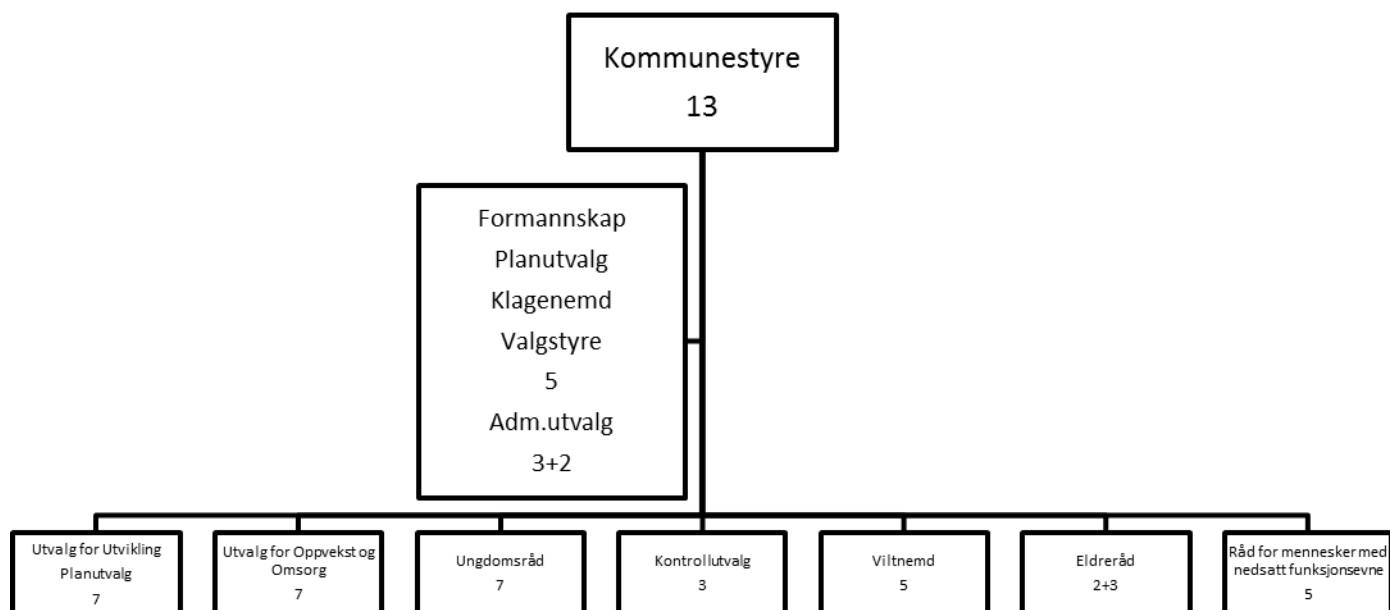 Kommunestyre
13
Formannskap
Planutvalg
Klagenemd
Valgstyre
5
Adm.utvalg
3+2
Utvalg for Utvikling
Planutvalg
7
Utvalg for Oppvekst og
Omsorg
7
Ungdomsråd
7
Kontrollutvalg
3
Viltnemd
5
Eldreråd
2+3
Råd for mennesker med
nedsatt funksjonsevne
5